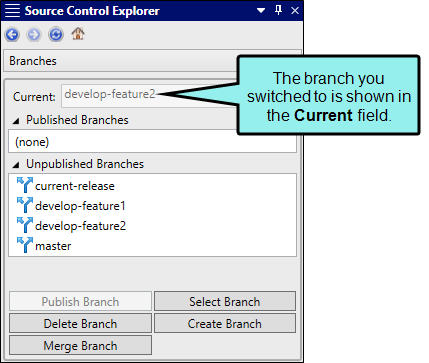 Source Control Explorer
Branches
Current: develop-feature2
The branch you
switched to is shown in
the Current field.
Published Branches
(none)
Unpublished Branches
current-release
develop-feature1
develop-feature2
master
Publish Branch Select Branch
Delete Branch Create Branch
Merge Branch